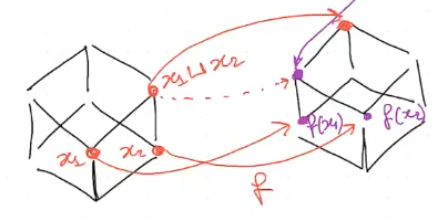 x₁ ⊔ x₂
x₁ x₂ f(x₁) f(x₂)
f